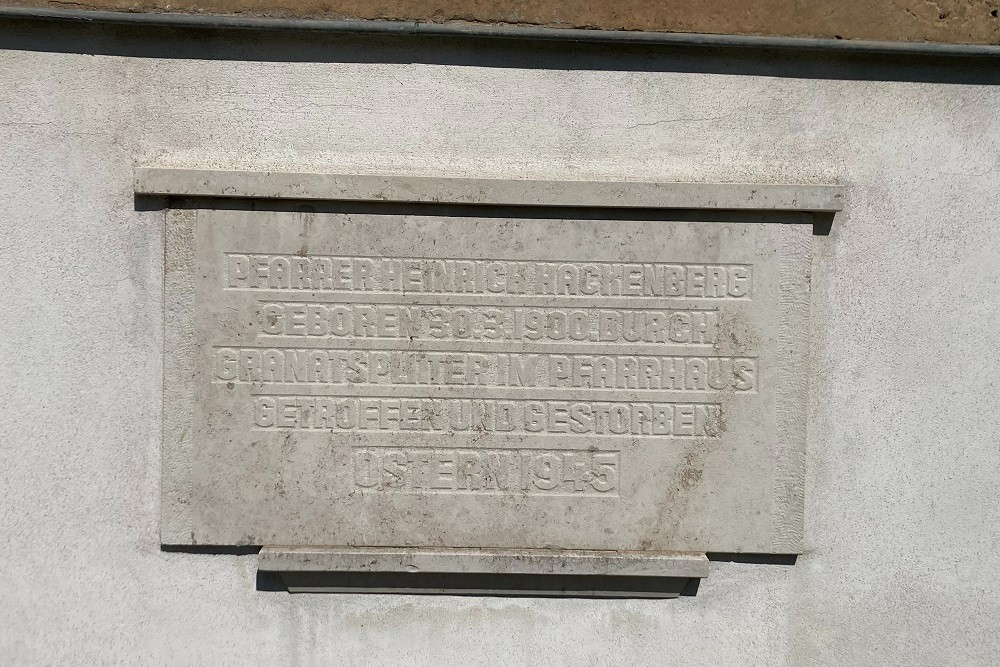 PFARRER HEINRICH HACKENBERG
GEBOREN 30.3.1900. DURCH
GRANATSPLITTER IM PFARRHAUS
GETROFFEN UND GESTORBEN
OSTERN 1945